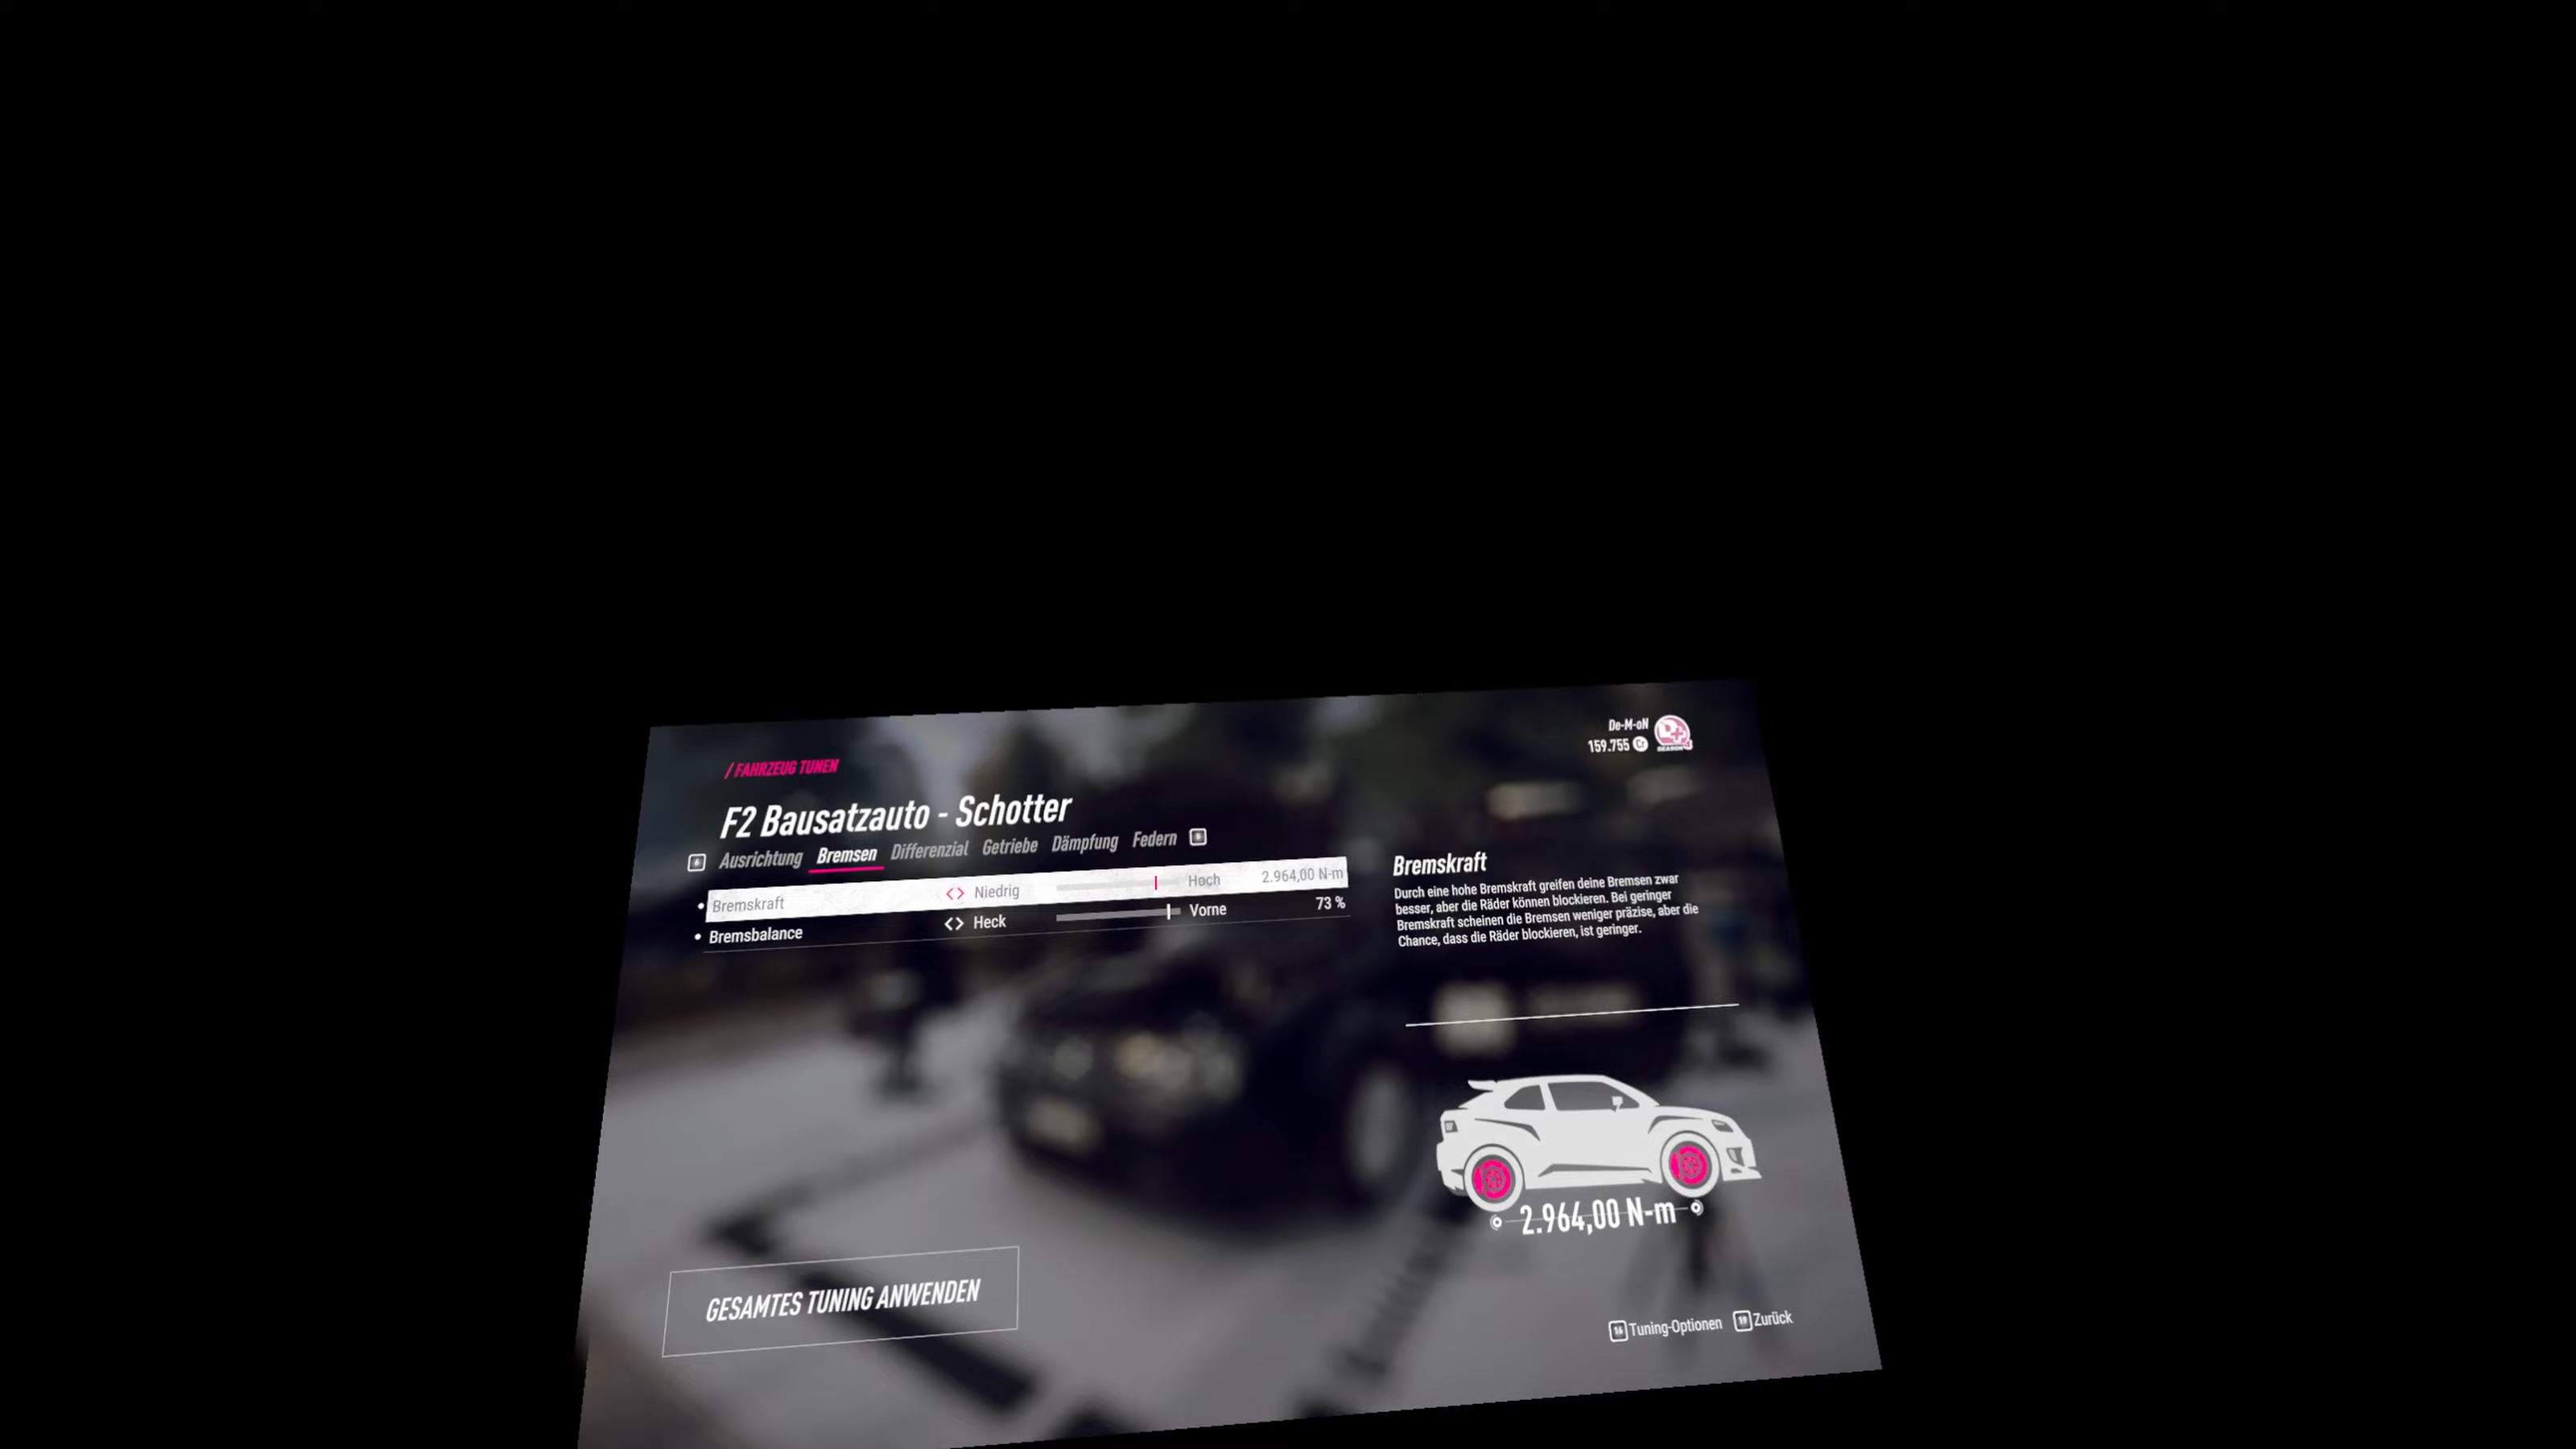 De-M-oN
159.755 Cr
/ FAHRZEUG TUNEN
F2 Bausatzauto - Schotter
Ausrichtung Bremsen Differenzial Getriebe Dämpfung Federn
Bremskraft <> Niedrig Hoch 2.964,00 N-m
Bremsbalance <> Heck Vorne 73 %
Bremskraft
Durch eine hohe Bremskraft greifen deine Bremsen zwar
besser, aber die Räder können blockieren. Bei geringer
Bremskraft scheinen die Bremsen weniger präzise, aber die
Chance, dass die Räder blockieren, ist geringer.
2.964,00 N-m
GESAMTES TUNING ANWENDEN
Tuning-Optionen Zurück